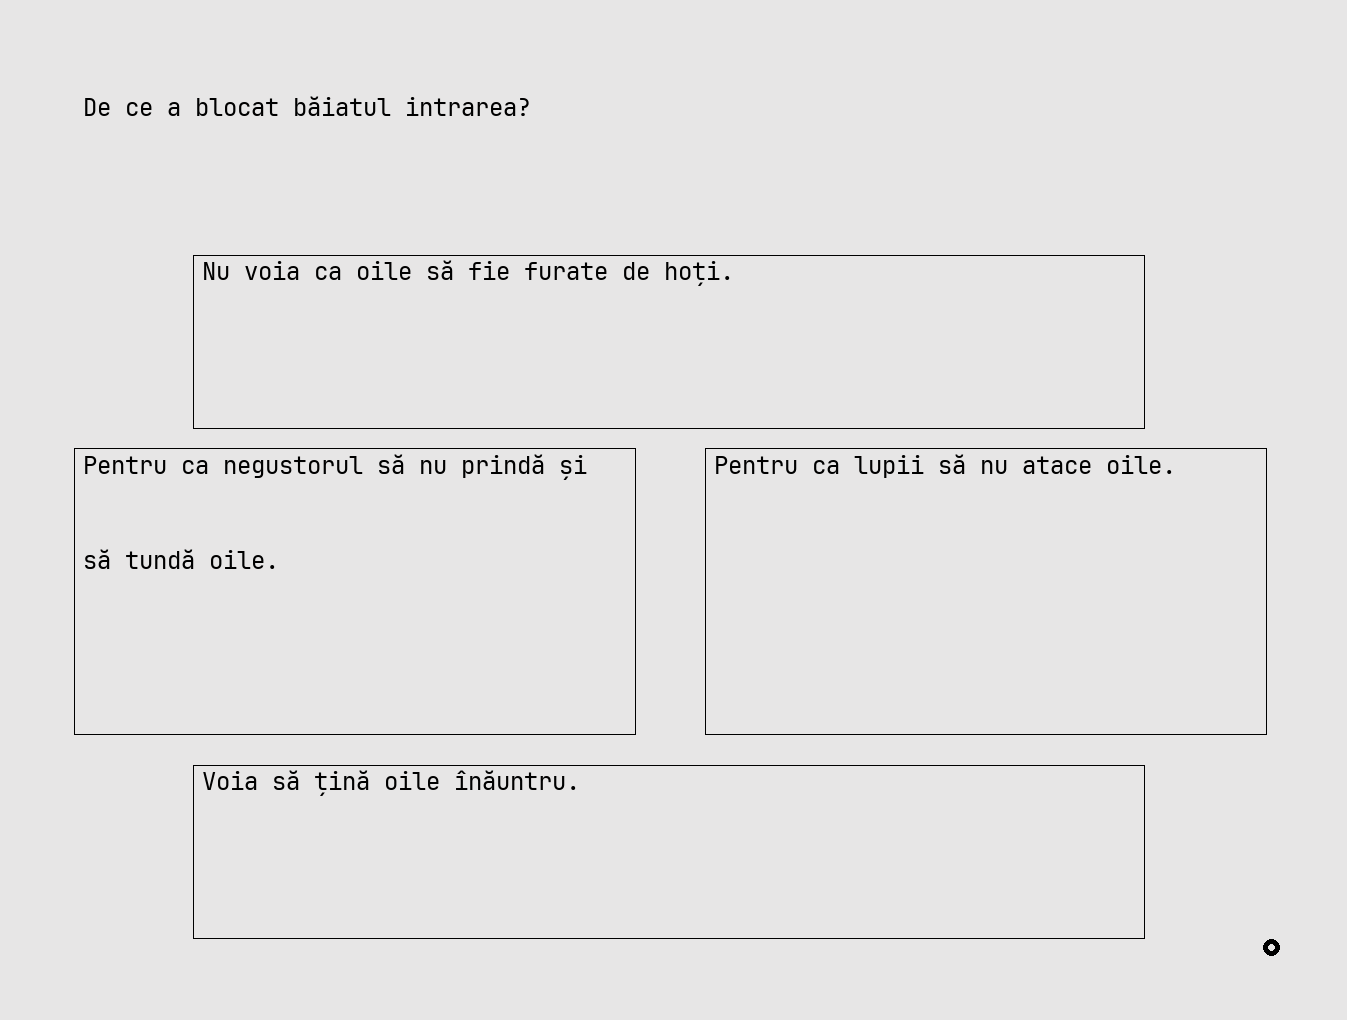 De ce a blocat băiatul intrarea?
Nu voia ca oile să fie furate de hoți.
Pentru ca negustorul să nu prindă și
să tundă oile.
Pentru ca lupii să nu atace oile.
Voia să țină oile înăuntru.